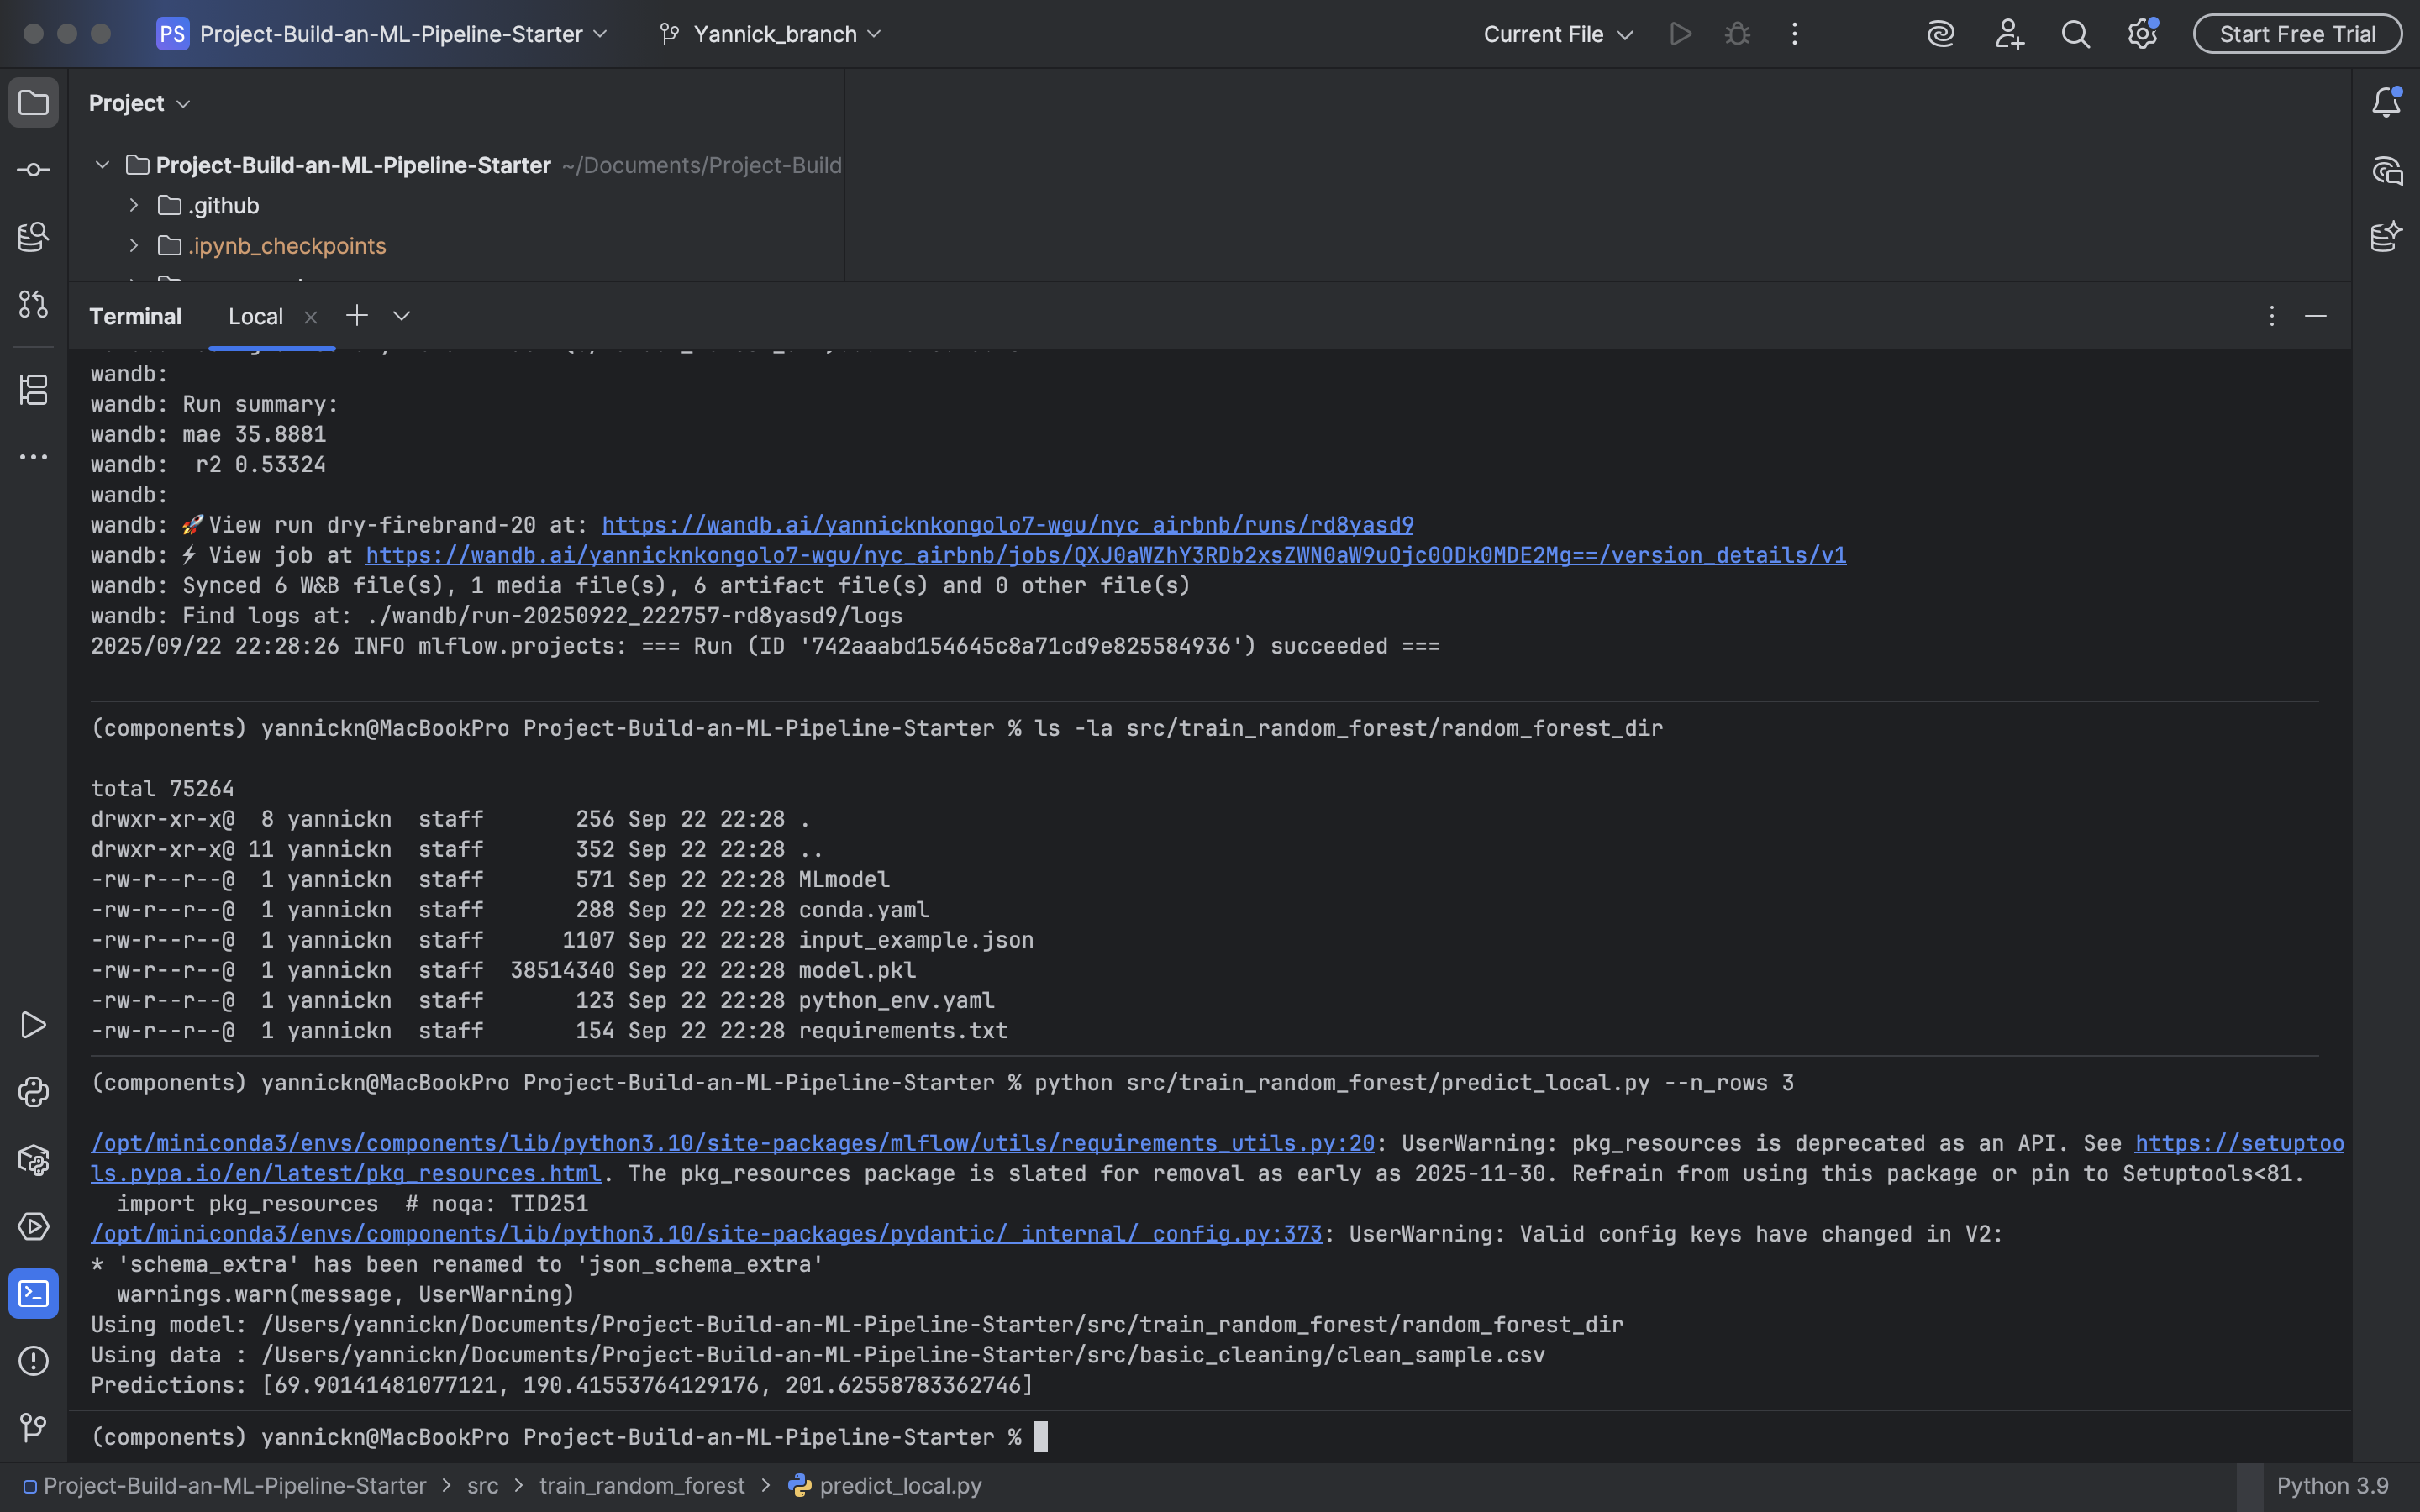 PS Project-Build-an-ML-Pipeline-Starter Yannick_branch Current File Start Free Trial
Project
Project-Build-an-ML-Pipeline-Starter ~/Documents/Project-Build
.github
.ipynb_checkpoints
Terminal Local
wandb:
wandb: Run summary:
wandb: mae 35.8881
wandb:  r2 0.53324
wandb:
wandb: 🚀 View run dry-firebrand-20 at: https://wandb.ai/yannicknkongolo7-wgu/nyc_airbnb/runs/rd8yasd9
wandb: ⚡ View job at https://wandb.ai/yannicknkongolo7-wgu/nyc_airbnb/jobs/QXJ0aWZhY3RDb2xsZWN0aW9uOjc0ODk0MDE2Mg==/version_details/v1
wandb: Synced 6 W&B file(s), 1 media file(s), 6 artifact file(s) and 0 other file(s)
wandb: Find logs at: ./wandb/run-20250922_222757-rd8yasd9/logs
2025/09/22 22:28:26 INFO mlflow.projects: === Run (ID '742aaabd154645c8a71cd9e825584936') succeeded ===
(components) yannickn@MacBookPro Project-Build-an-ML-Pipeline-Starter % ls -la src/train_random_forest/random_forest_dir
total 75264
drwxr-xr-x@  8 yannickn  staff       256 Sep 22 22:28 .
drwxr-xr-x@ 11 yannickn  staff       352 Sep 22 22:28 ..
-rw-r--r--@  1 yannickn  staff       571 Sep 22 22:28 MLmodel
-rw-r--r--@  1 yannickn  staff       288 Sep 22 22:28 conda.yaml
-rw-r--r--@  1 yannickn  staff      1107 Sep 22 22:28 input_example.json
-rw-r--r--@  1 yannickn  staff  38514340 Sep 22 22:28 model.pkl
-rw-r--r--@  1 yannickn  staff       123 Sep 22 22:28 python_env.yaml
-rw-r--r--@  1 yannickn  staff       154 Sep 22 22:28 requirements.txt
(components) yannickn@MacBookPro Project-Build-an-ML-Pipeline-Starter % python src/train_random_forest/predict_local.py --n_rows 3
/opt/miniconda3/envs/components/lib/python3.10/site-packages/mlflow/utils/requirements_utils.py:20: UserWarning: pkg_resources is deprecated as an API. See https://setuptoo
ls.pypa.io/en/latest/pkg_resources.html. The pkg_resources package is slated for removal as early as 2025-11-30. Refrain from using this package or pin to Setuptools<81.
  import pkg_resources  # noqa: TID251
/opt/miniconda3/envs/components/lib/python3.10/site-packages/pydantic/_internal/_config.py:373: UserWarning: Valid config keys have changed in V2:
* 'schema_extra' has been renamed to 'json_schema_extra'
  warnings.warn(message, UserWarning)
Using model: /Users/yannickn/Documents/Project-Build-an-ML-Pipeline-Starter/src/train_random_forest/random_forest_dir
Using data : /Users/yannickn/Documents/Project-Build-an-ML-Pipeline-Starter/src/basic_cleaning/clean_sample.csv
Predictions: [69.90141481077121, 190.41553764129176, 201.62558783362746]
(components) yannickn@MacBookPro Project-Build-an-ML-Pipeline-Starter %
Project-Build-an-ML-Pipeline-Starter > src > train_random_forest > predict_local.py Python 3.9